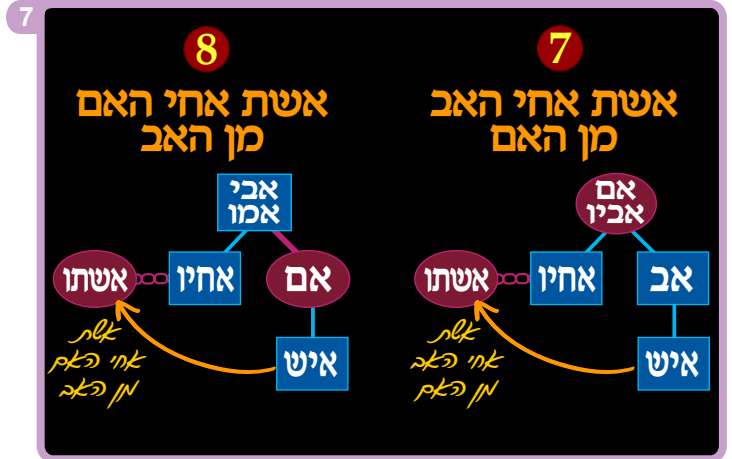 7
7
אשת אחי האב
מן האם
אם
אביו
אב
אחיו
אשתו
איש
אשת
אחי האב
מן האם
8
אשת אחי האם
מן האב
אבי
אמו
אם
אחיו
אשתו
איש
אשת
אחי האם
מן האב